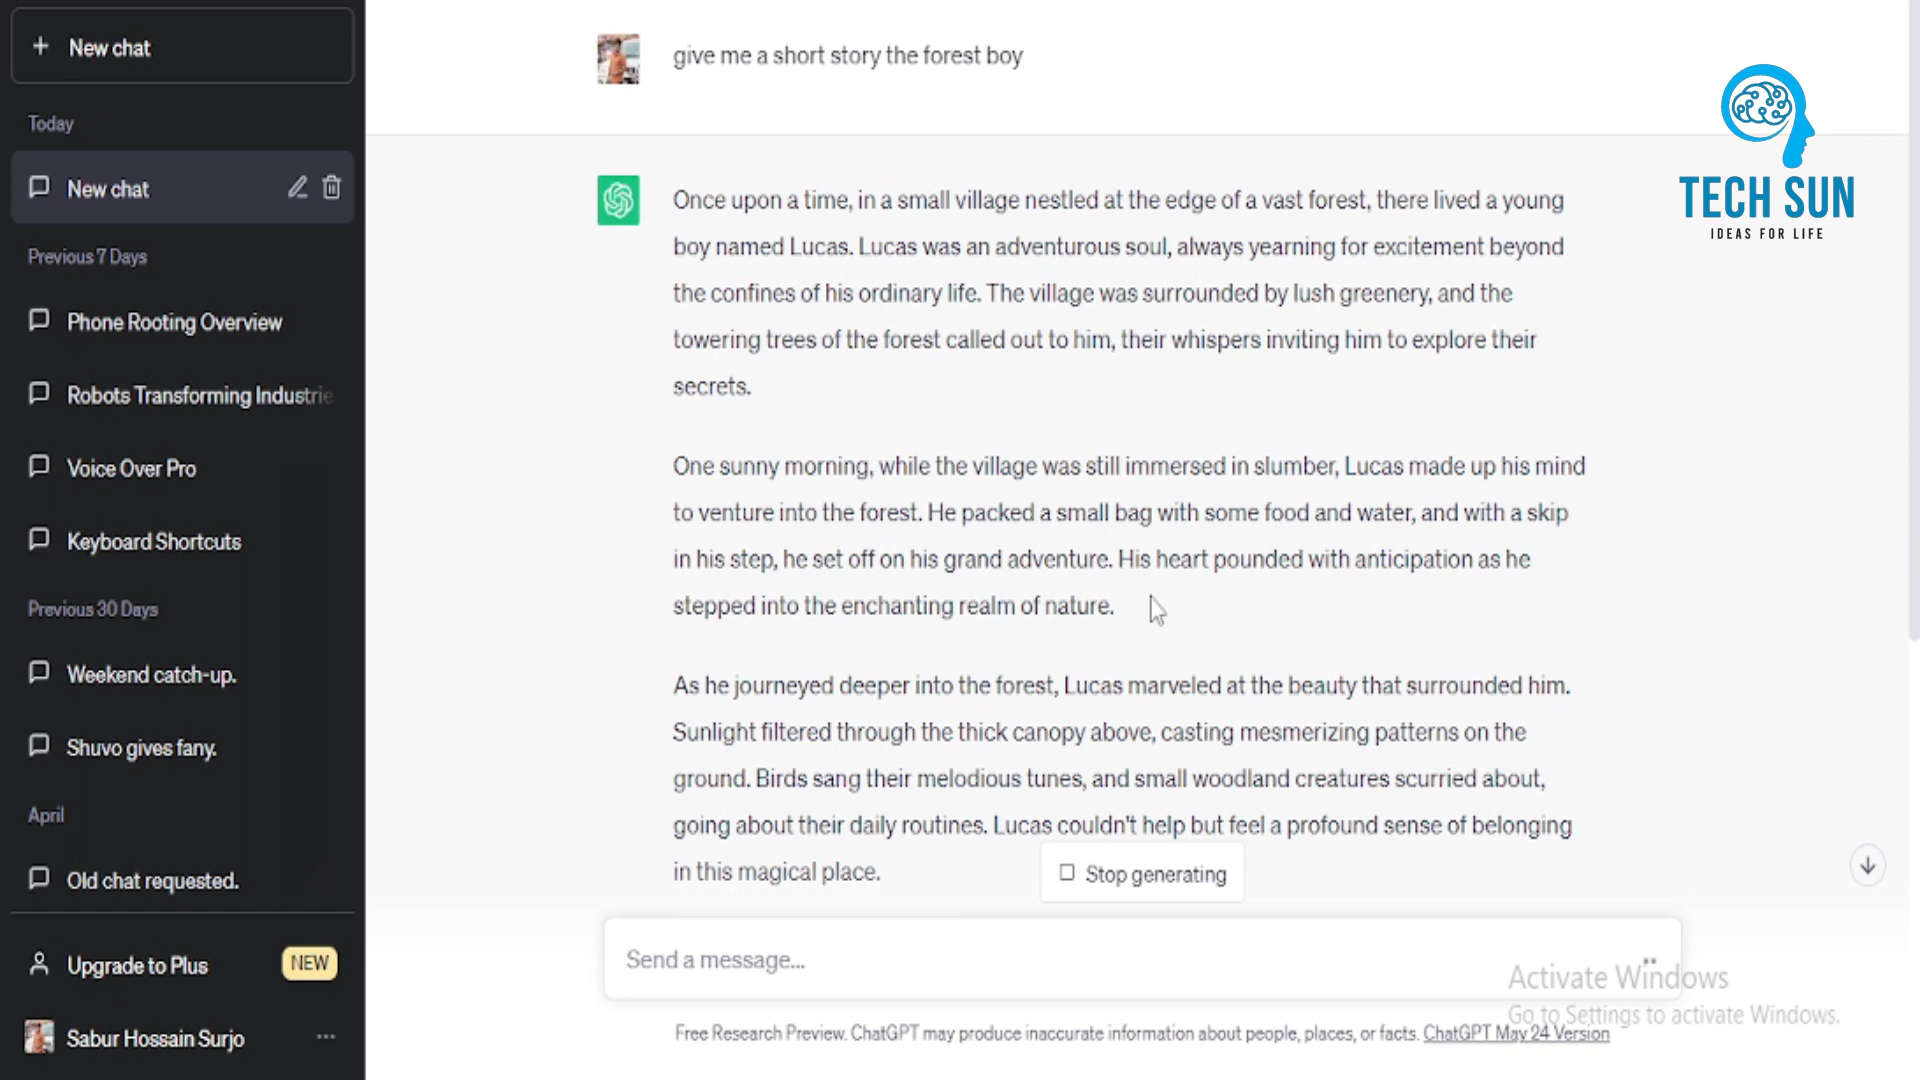 New chat
Today
New chat
Previous 7 Days
Phone Rooting Overview
Robots Transforming Industrie
Voice Over Pro
Keyboard Shortcuts
Previous 30 Days
Weekend catch-up.
Shuvo gives fany.
April
Old chat requested.
Upgrade to Plus NEW
Sabur Hossain Surjo
give me a short story the forest boy
Once upon a time, in a small village nestled at the edge of a vast forest, there lived a young
boy named Lucas. Lucas was an adventurous soul, always yearning for excitement beyond
the confines of his ordinary life. The village was surrounded by lush greenery, and the
towering trees of the forest called out to him, their whispers inviting him to explore their
secrets.
One sunny morning, while the village was still immersed in slumber, Lucas made up his mind
to venture into the forest. He packed a small bag with some food and water, and with a skip
in his step, he set off on his grand adventure. His heart pounded with anticipation as he
stepped into the enchanting realm of nature.
As he journeyed deeper into the forest, Lucas marveled at the beauty that surrounded him.
Sunlight filtered through the thick canopy above, casting mesmerizing patterns on the
ground. Birds sang their melodious tunes, and small woodland creatures scurried about,
going about their daily routines. Lucas couldn't help but feel a profound sense of belonging
in this magical place.
Stop generating
Send a message...
Free Research Preview. ChatGPT may produce inaccurate information about people, places, or facts. ChatGPT May 24 Version
TECH SUN
IDEAS FOR LIFE
Activate Windows
Go to Settings to activate Windows.